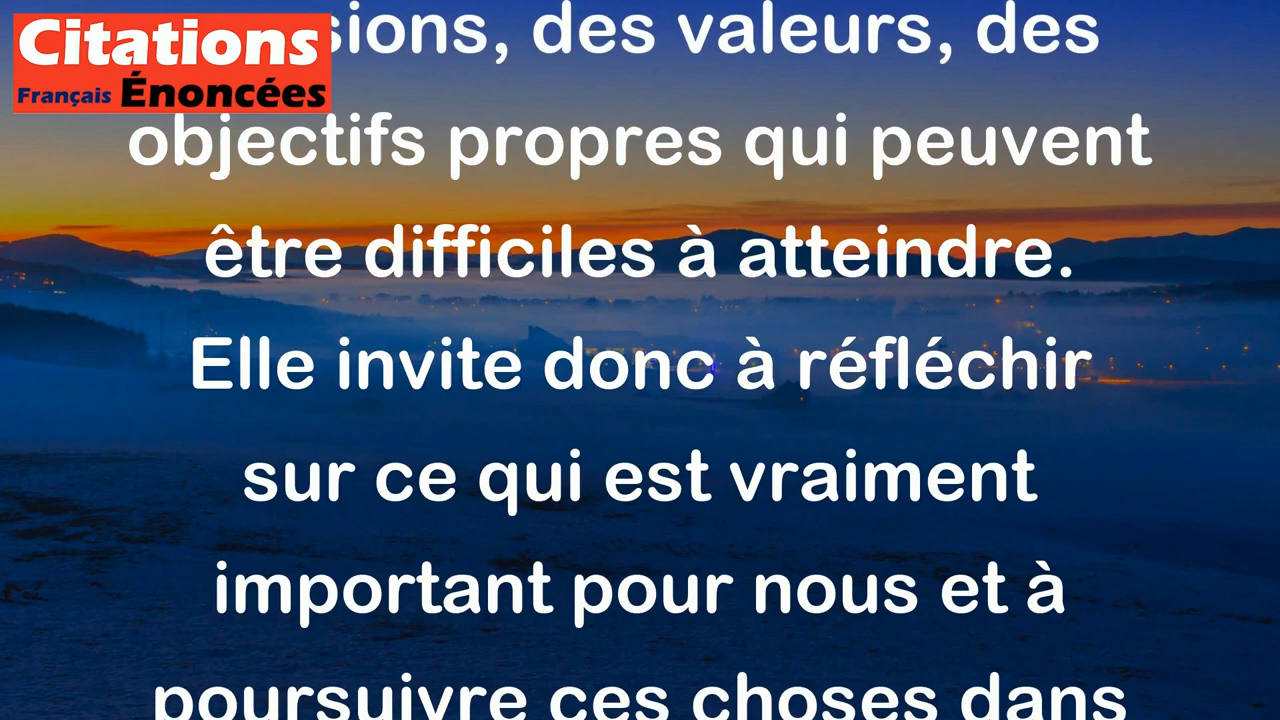 Citations
Français Énoncées
sions, des valeurs, des
objectifs propres qui peuvent
être difficiles à atteindre.
Elle invite donc à réfléchir
sur ce qui est vraiment
important pour nous et à
poursuivre ces choses dans